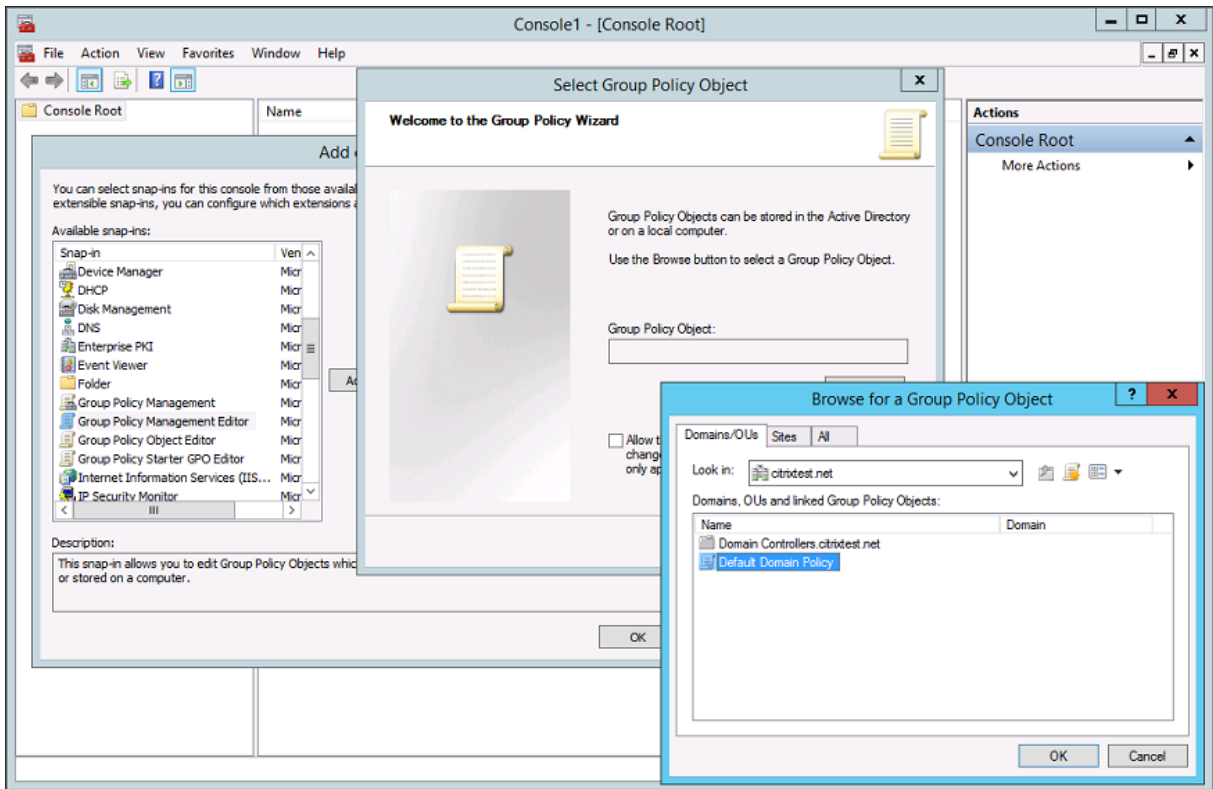 Console1 - [Console Root]
File Action View Favorites Window Help
Console Root
Name
Actions
Console Root
More Actions
Add
You can select snap-ins for this console from those availa
extensible snap-ins, you can configure which extensions a
Available snap-ins:
Snap-in Ven
Device Manager Micr
DHCP Micr
Disk Management Micr
DNS Micr
Enterprise PKI Micr
Event Viewer Micr
Folder Micr
Group Policy Management Micr
Group Policy Management Editor Micr
Group Policy Object Editor Micr
Group Policy Starter GPO Editor Micr
Internet Information Services (IIS... Micr
IP Security Monitor Micr
Ad
Description:
This snap-in allows you to edit Group Policy Objects whic
or stored on a computer.
OK
Select Group Policy Object
Welcome to the Group Policy Wizard
Group Policy Objects can be stored in the Active Directory
or on a local computer.
Use the Browse button to select a Group Policy Object.
Group Policy Object:
Allow t
chang
only ap
Browse for a Group Policy Object
Domains/OUs Sites All
Look in: citrixtest.net
Domains, OUs and linked Group Policy Objects:
Name Domain
Domain Controllers.citrixtest.net
Default Domain Policy
OK Cancel